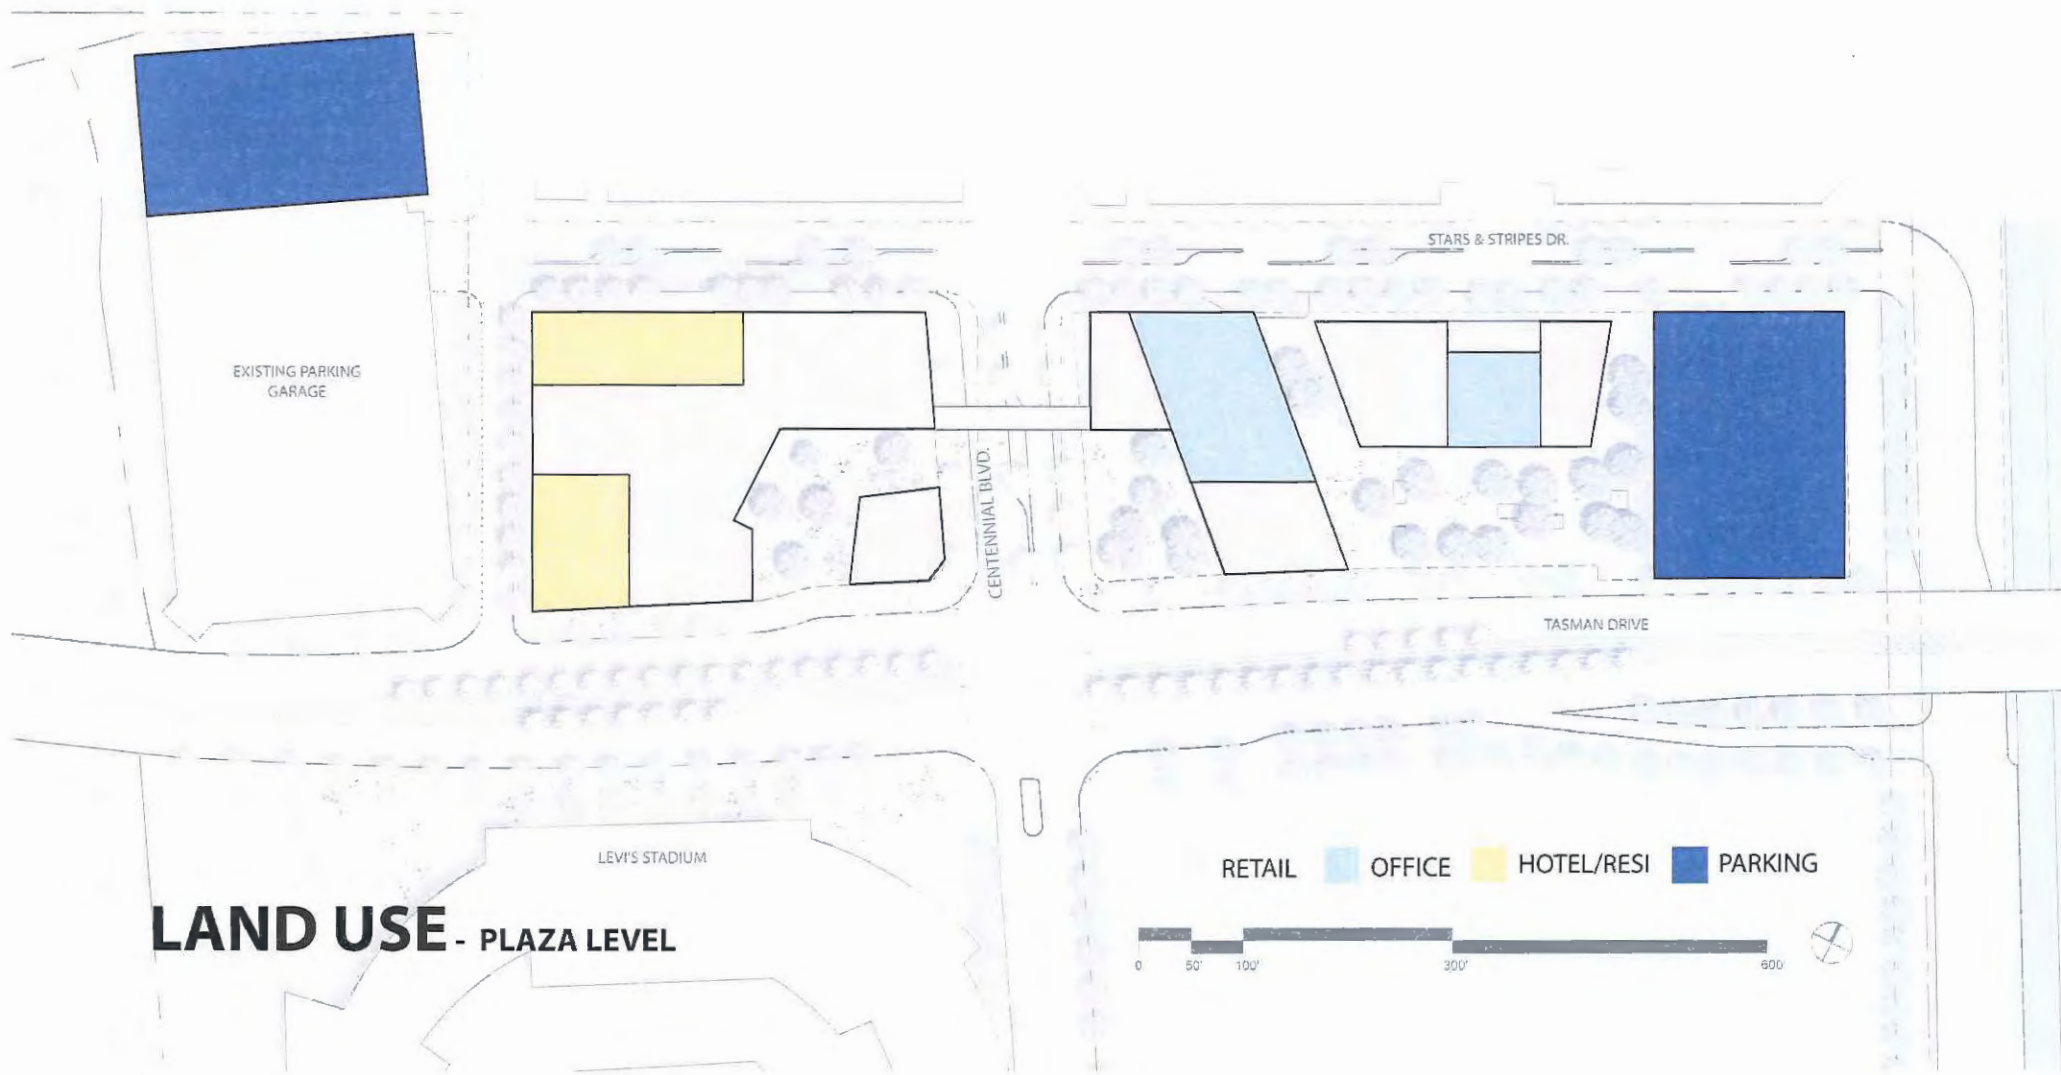 STARS & STRIPES DR.
EXISTING PARKING
GARAGE
CENTENNIAL BLVD.
TASMAN DRIVE
LEVI'S STADIUM
RETAIL OFFICE HOTEL/RESI PARKING
LAND USE - PLAZA LEVEL
0 50' 100' 300' 600'